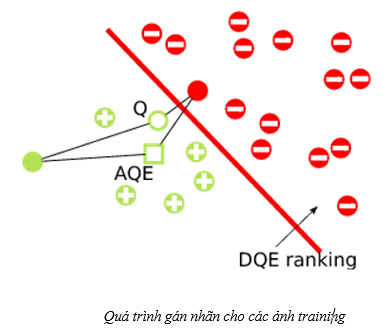 Q
AQE
DQE ranking
Quá trình gán nhãn cho các ảnh training